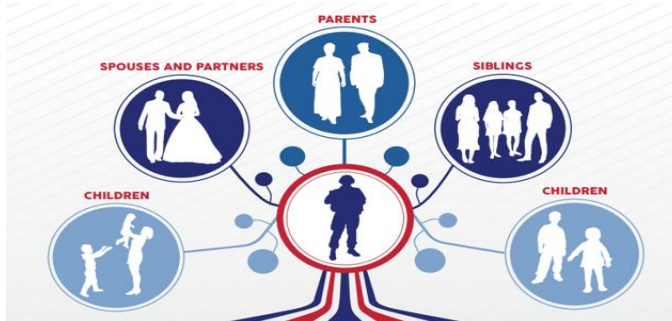 PARENTS
SPOUSES AND PARTNERS
SIBLINGS
CHILDREN
CHILDREN